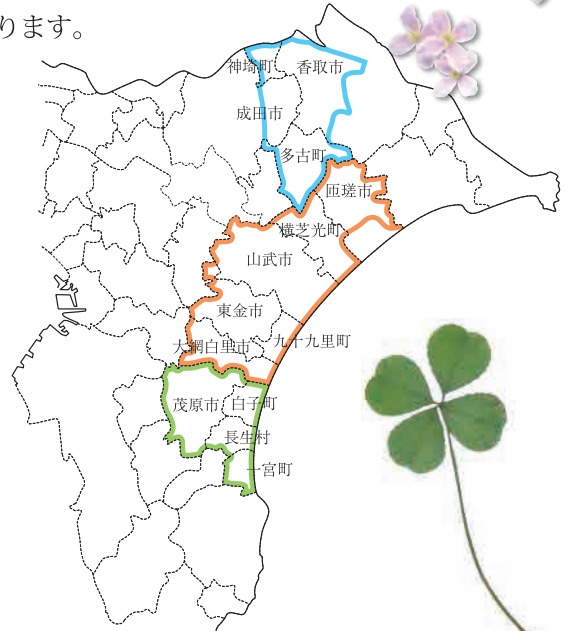 ります。
神埼町
香取市
成田市
多古町
匝瑳市
横芝光町
山武市
東金市
大網白里市
九十九里町
茂原市
白子町
長生村
一宮町